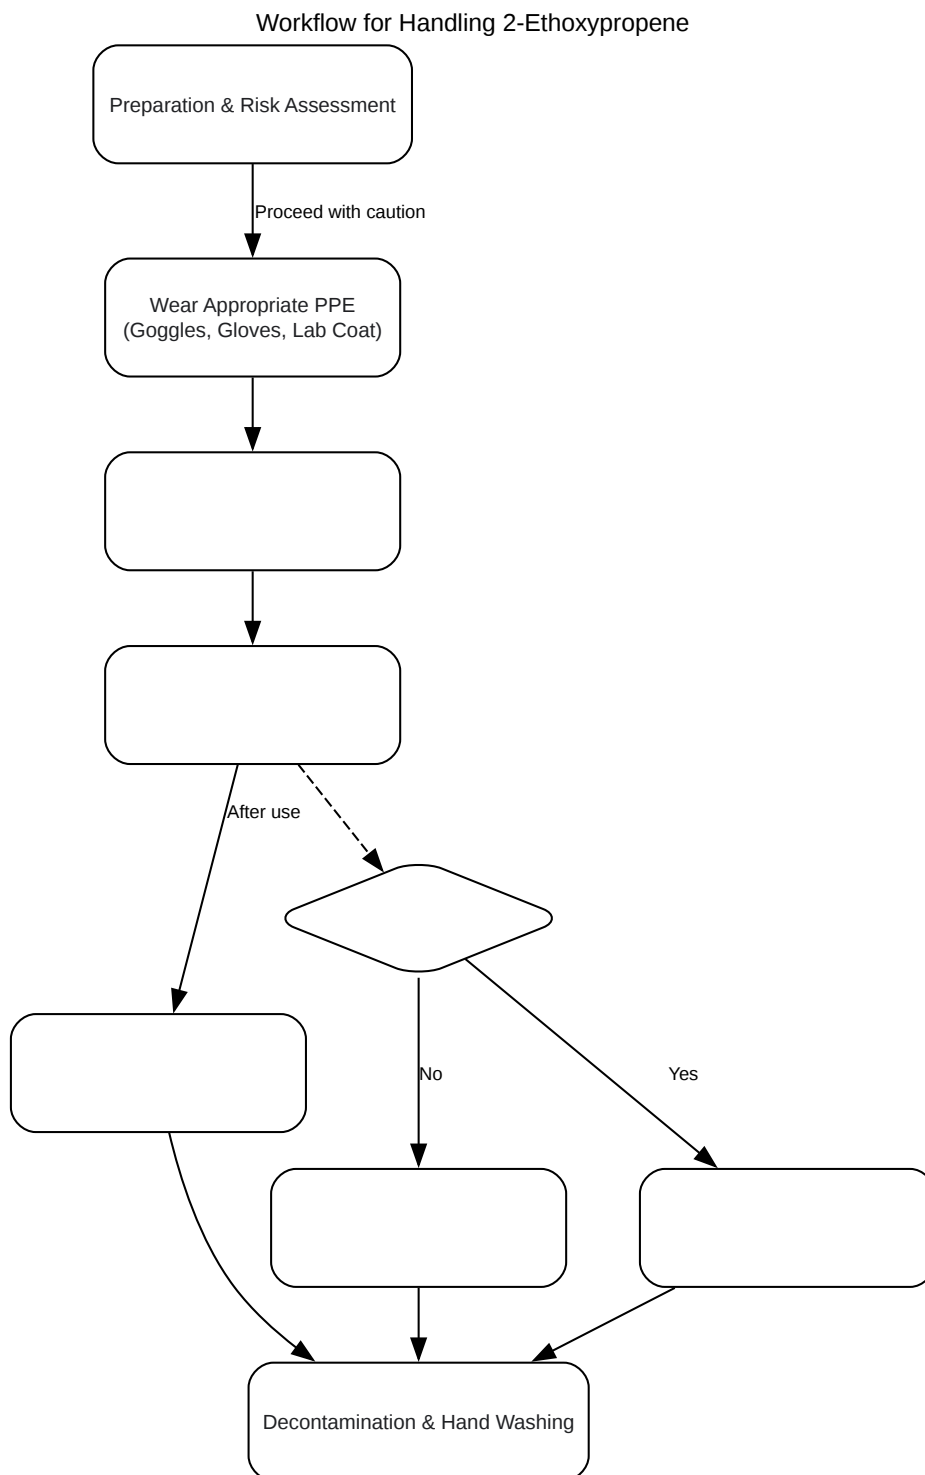 Workflow for Handling 2-Ethoxypropene
Preparation & Risk Assessment
Proceed with caution
Wear Appropriate PPE
(Goggles, Gloves, Lab Coat)
After use
No
Yes
Decontamination & Hand Washing